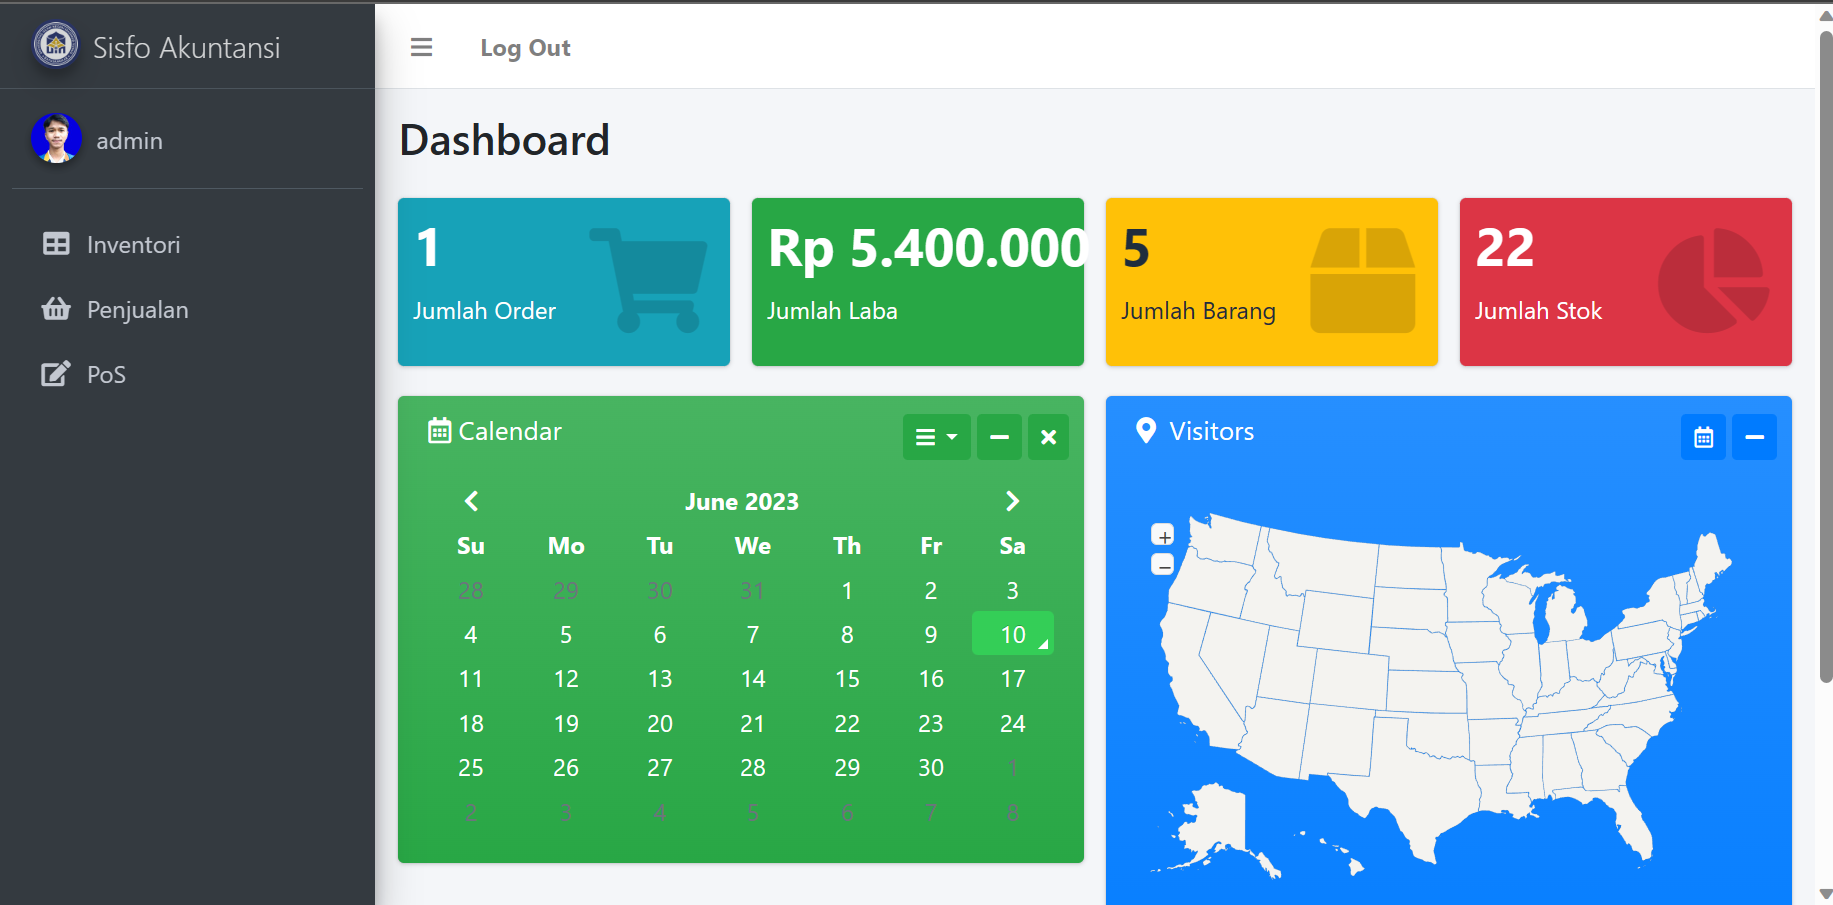 Sisfo Akuntansi
Log Out
admin
Inventori
Penjualan
PoS
Dashboard
1
Jumlah Order
Rp 5.400.000
Jumlah Laba
5
Jumlah Barang
22
Jumlah Stok
Calendar
June 2023
Su Mo Tu We Th Fr Sa
28 29 30 31 1 2 3
4 5 6 7 8 9 10
11 12 13 14 15 16 17
18 19 20 21 22 23 24
25 26 27 28 29 30 1
2 3 4 5 6 7 8
Visitors
+
−